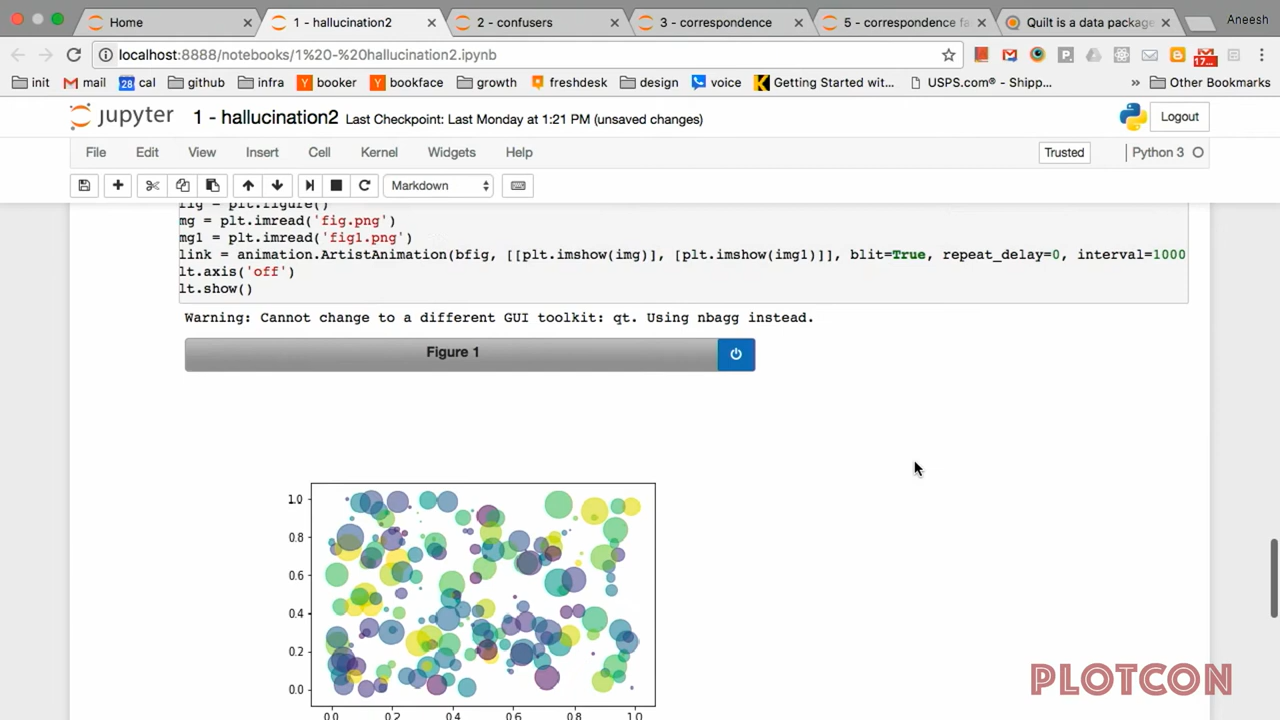 Home
1 - hallucination2
2 - confusers
3 - correspondence
5 - correspondence fa
Quilt is a data package
Aneesh
localhost:8888/notebooks/1%20-%20hallucination2.ipynb
17...
init
mail
28 cal
github
infra
Y booker
Y bookface
growth
freshdesk
design
voice
K Getting Started wit...
USPS.com® - Shipp...
»
Other Bookmarks
jupyter
1 - hallucination2 Last Checkpoint: Last Monday at 1:21 PM (unsaved changes)
Logout
File Edit View Insert Cell Kernel Widgets Help
Trusted
Python 3
Markdown
fig = plt.figure()
mg = plt.imread('fig.png')
mg1 = plt.imread('fig1.png')
link = animation.ArtistAnimation(bfig, [[plt.imshow(img)], [plt.imshow(img1)]], blit=True, repeat_delay=0, interval=1000
lt.axis('off')
lt.show()
Warning: Cannot change to a different GUI toolkit: qt. Using nbagg instead.
Figure 1
1.0
0.8
0.6
0.4
0.2
0.0
0.0 0.2 0.4 0.6 0.8 1.0
PLOTCON